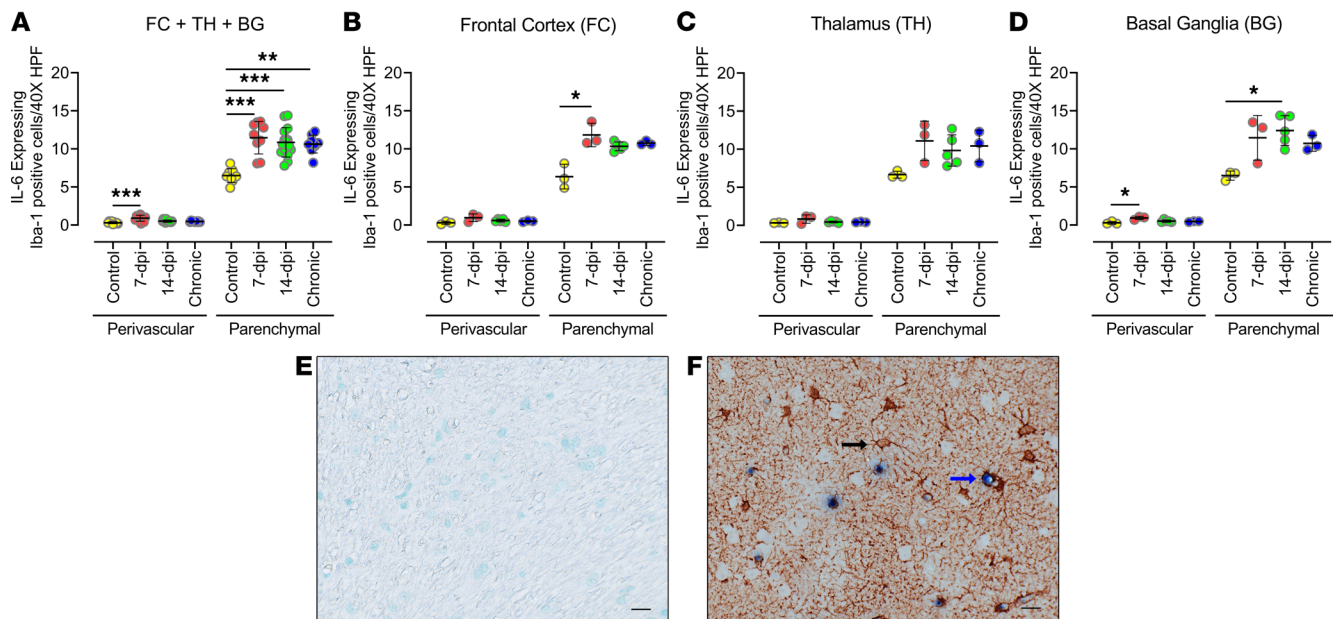 A
FC + TH + BG
IL-6 Expressing
Iba-1 positive cells/40X HPF
20
15
10
5
0
***
***
***
**
Control
7-dpi
14-dpi
Chronic
Control
7-dpi
14-dpi
Chronic
Perivascular
Parenchymal
B
Frontal Cortex (FC)
IL-6 Expressing
Iba-1 positive cells/40X HPF
20
15
10
5
0
*
Control
7-dpi
14-dpi
Chronic
Control
7-dpi
14-dpi
Chronic
Perivascular
Parenchymal
C
Thalamus (TH)
IL-6 Expressing
Iba-1 positive cells/40X HPF
20
15
10
5
0
Control
7-dpi
14-dpi
Chronic
Control
7-dpi
14-dpi
Chronic
Perivascular
Parenchymal
D
Basal Ganglia (BG)
IL-6 Expressing
Iba-1 positive cells/40X HPF
20
15
10
5
0
*
*
Control
7-dpi
14-dpi
Chronic
Control
7-dpi
14-dpi
Chronic
Perivascular
Parenchymal
E
F